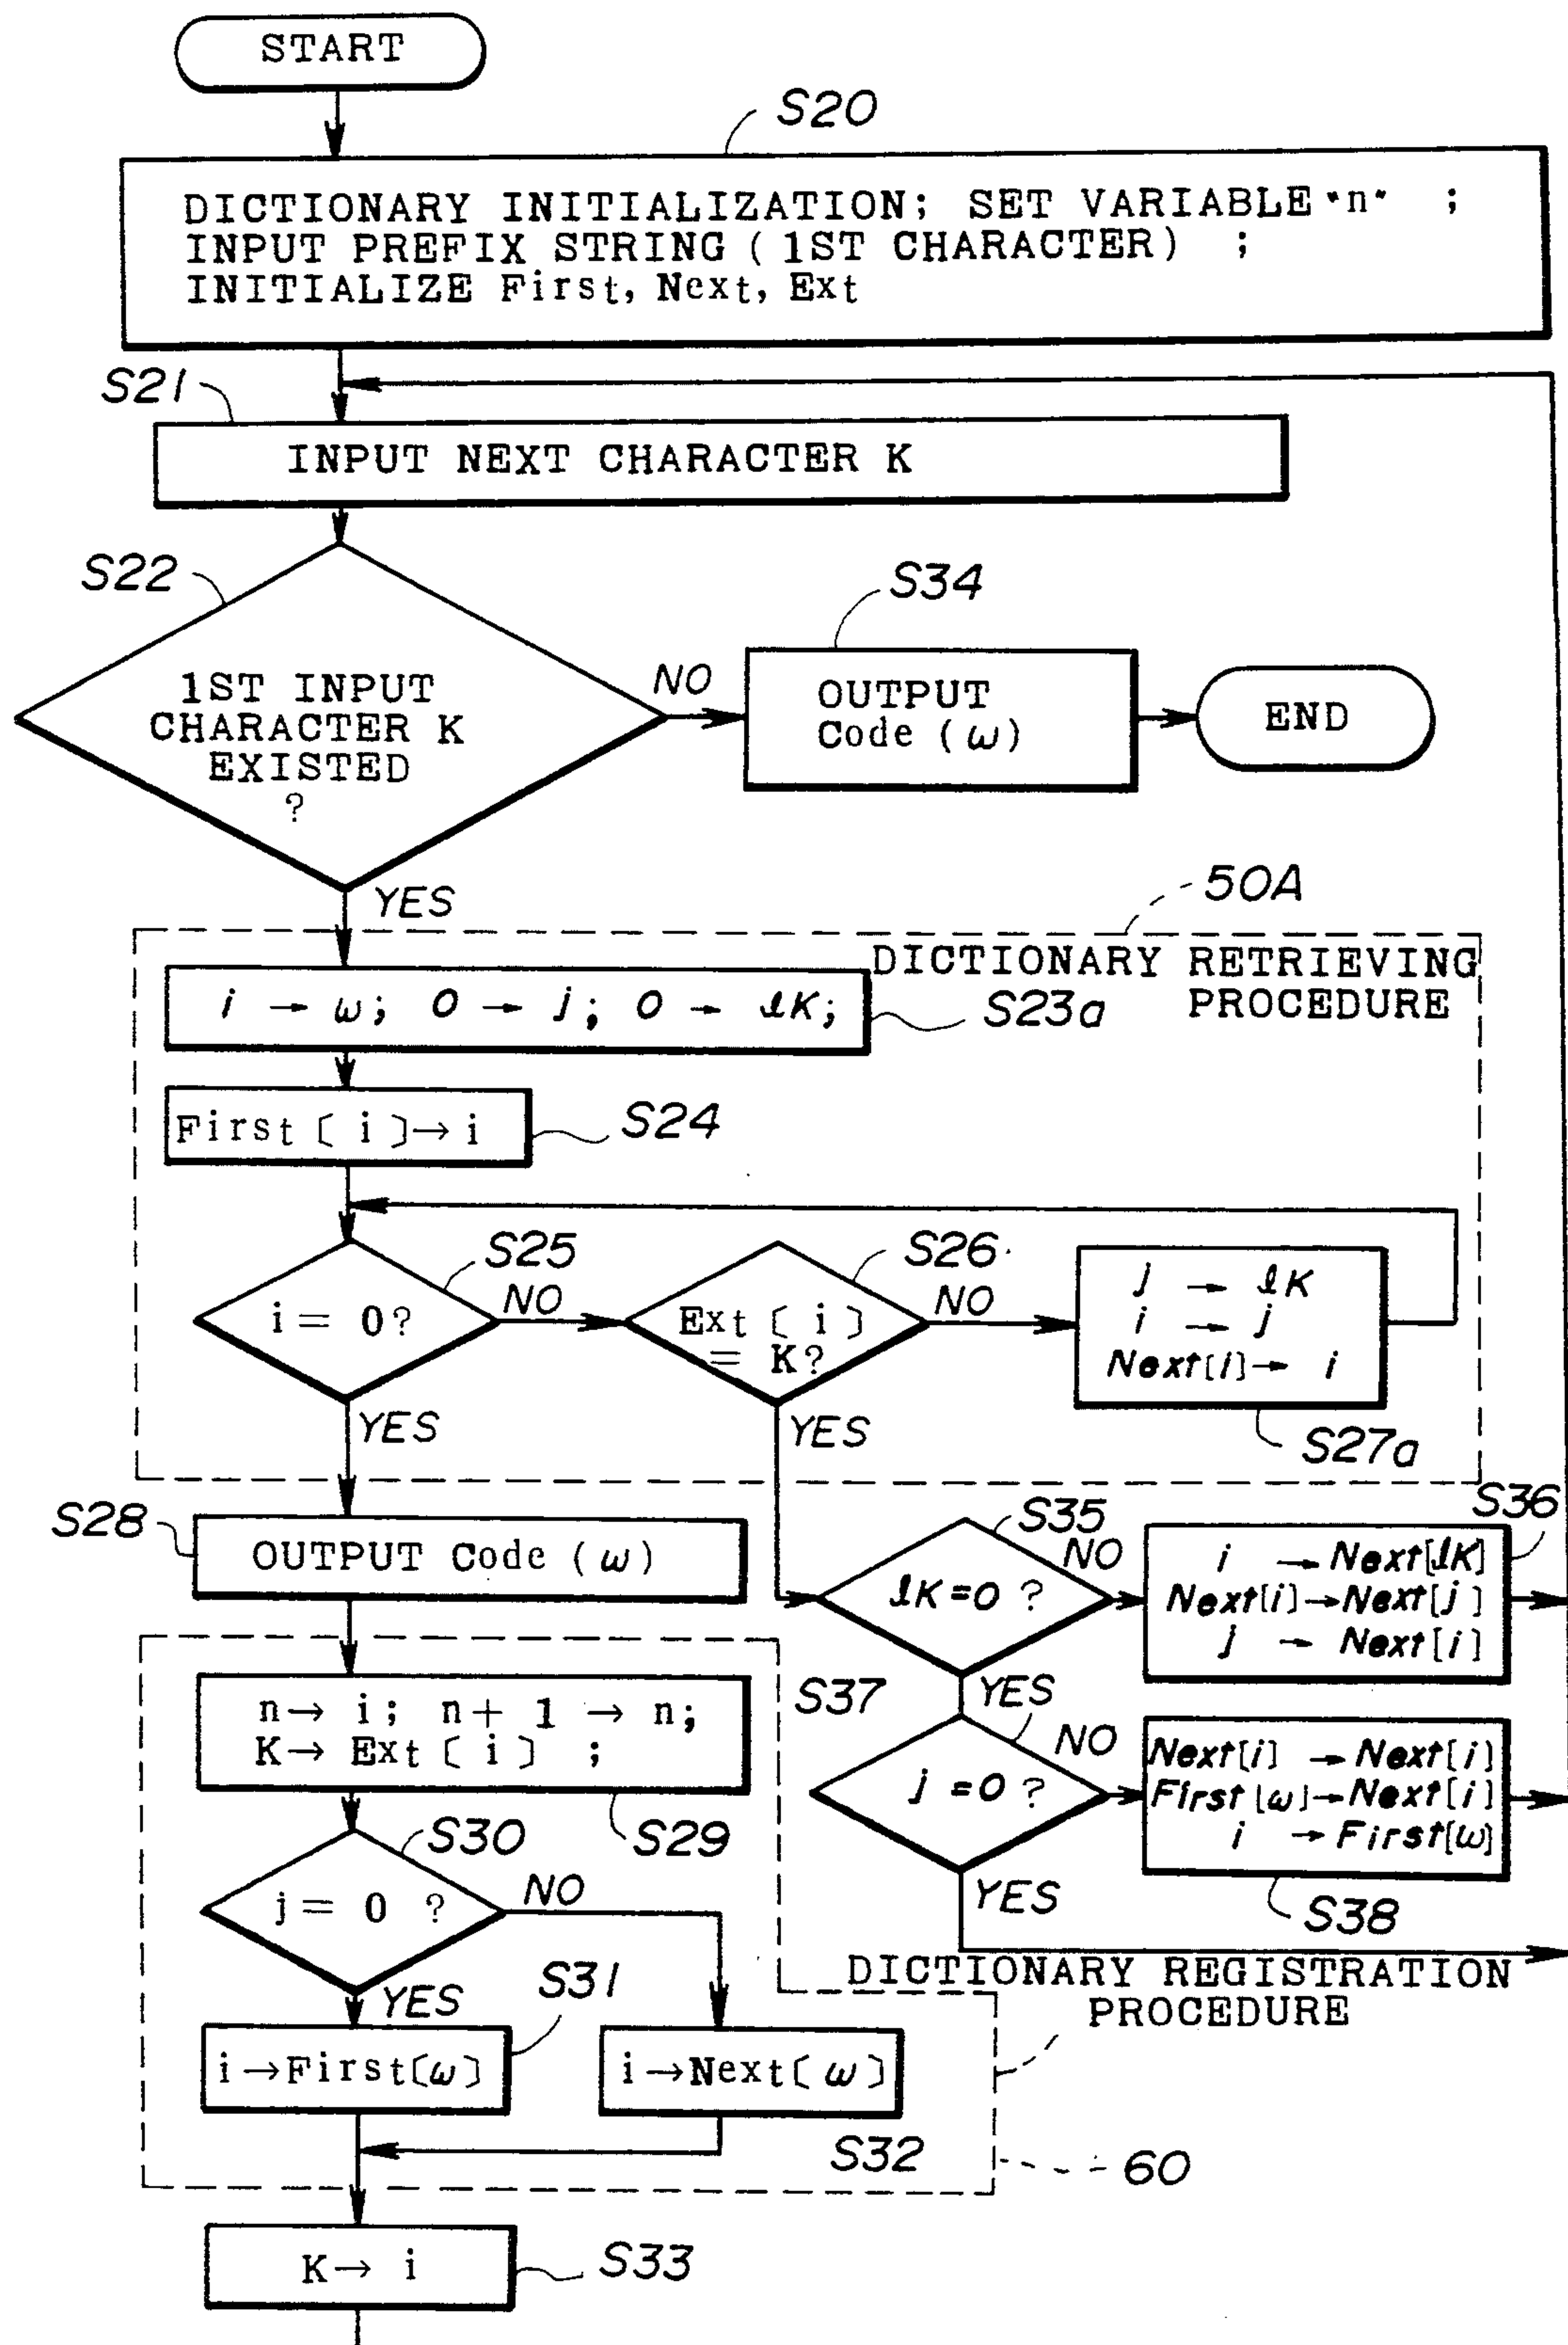 START
S20
DICTIONARY INITIALIZATION; SET VARIABLE "n" ;
INPUT PREFIX STRING (1ST CHARACTER) ;
INITIALIZE First, Next, Ext
S21
INPUT NEXT CHARACTER K
S22
1ST INPUT
CHARACTER K
EXISTED
?
NO
S34
OUTPUT
Code (ω)
END
YES
50A
DICTIONARY RETRIEVING
PROCEDURE
i → ω; 0 → j; 0 → lK;
S23a
First [ i ] → i
S24
S25
i = 0?
NO
S26
Ext [ i ]
= K?
NO
j → lK
i → j
Next[i] → i
S27a
YES
YES
S28
OUTPUT Code (ω)
S35
lK=0 ?
NO
S36
i → Next[lK]
Next[i] → Next[j]
j → Next[i]
n → i; n + 1 → n;
K → Ext [ i ] ;
S29
S37
YES
j = 0 ?
NO
Next[i] → Next[i]
First[ω] → Next[i]
i → First[ω]
S38
YES
S30
j = 0 ?
NO
YES
DICTIONARY REGISTRATION
PROCEDURE
S31
i → First[ω]
i → Next[ω]
S32
60
K → i
S33